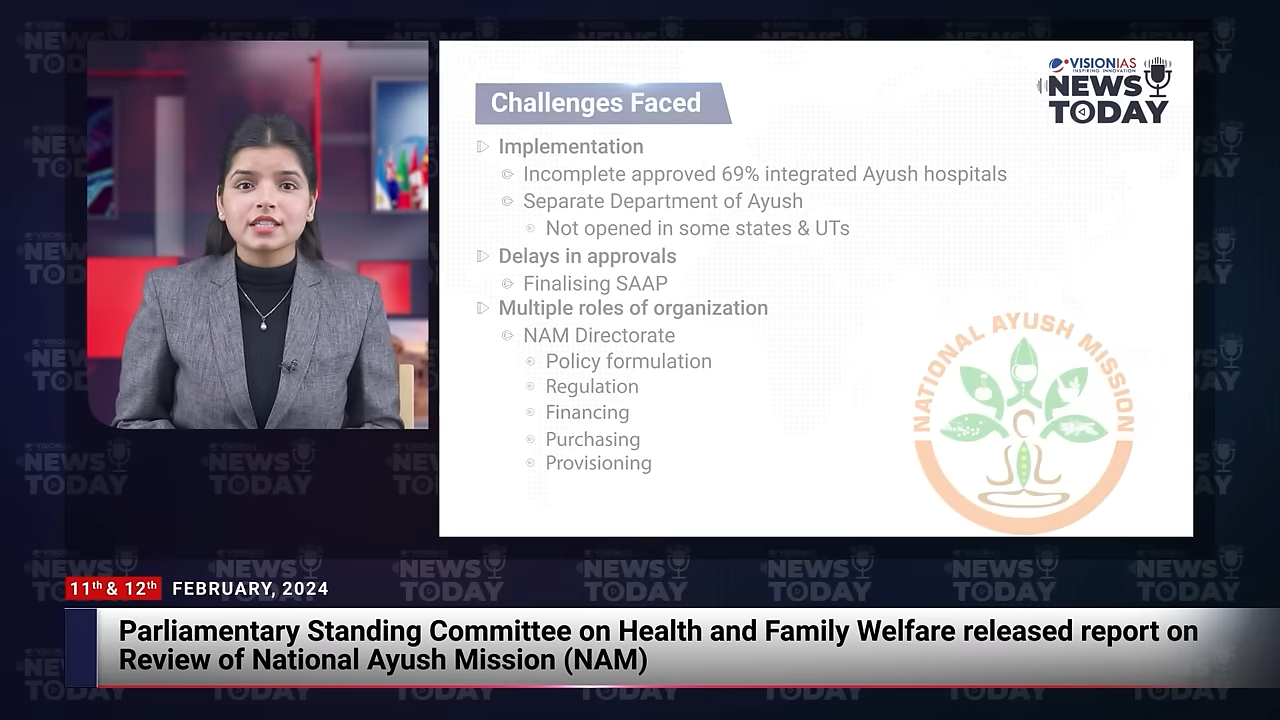 VISIONIAS
INSPIRING INNOVATION
NEWS
TODAY
Challenges Faced
Implementation
Incomplete approved 69% integrated Ayush hospitals
Separate Department of Ayush
Not opened in some states & UTs
Delays in approvals
Finalising SAAP
Multiple roles of organization
NAM Directorate
Policy formulation
Regulation
Financing
Purchasing
Provisioning
NATIONAL AYUSH MISSION
11th & 12th FEBRUARY, 2024
Parliamentary Standing Committee on Health and Family Welfare released report on
Review of National Ayush Mission (NAM)